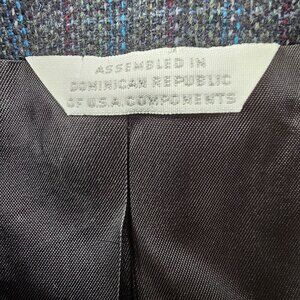 ASSEMBLED IN
DOMINICAN REPUBLIC
OF U.S.A. COMPONENTS